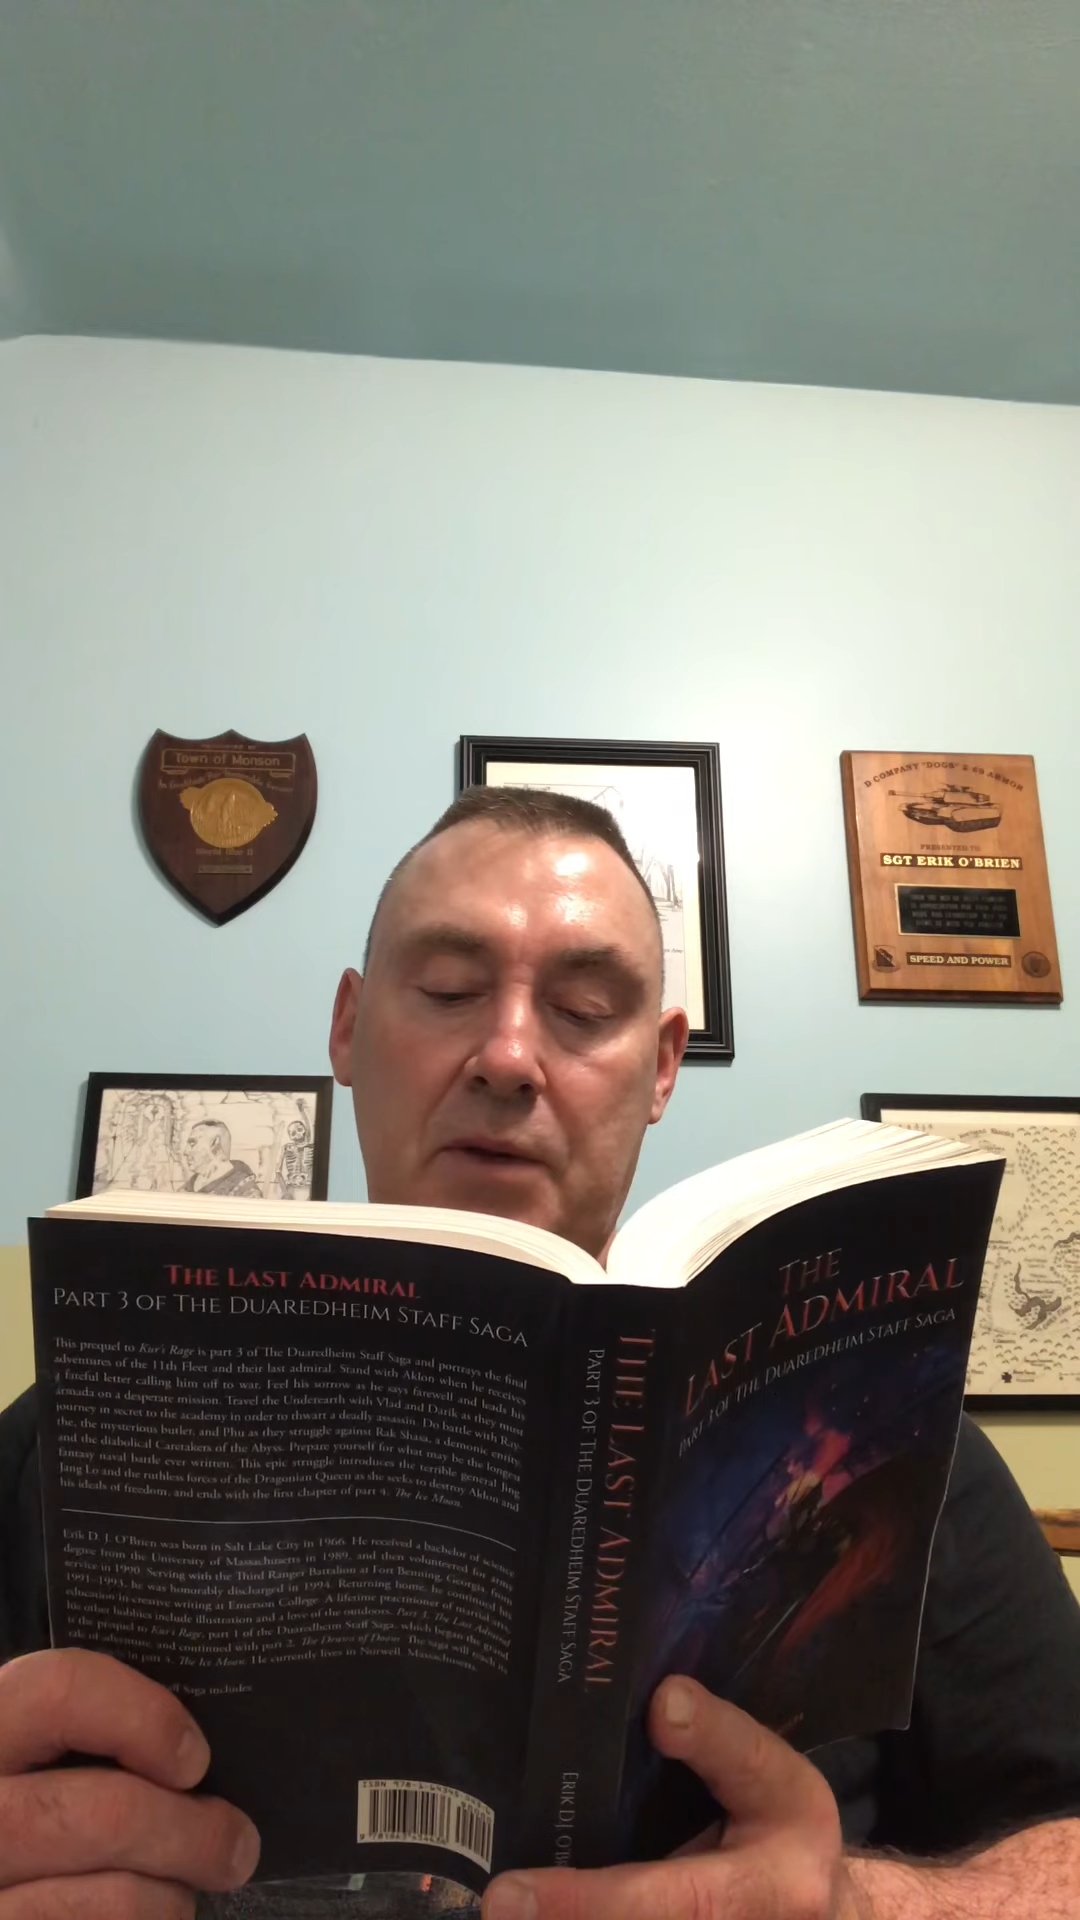 Town of Monson
World War II
D COMPANY "DOGS" 2-69 ARMOR
PRESENTED TO
SGT ERIK O'BRIEN
SPEED AND POWER
THE LAST ADMIRAL
PART 3 OF THE DUAREDHEIM STAFF SAGA
This prequel to Kur's Rage is part 3 of The Duaredheim Staff Saga and portrays the final
adventures of the 11th Fleet and their last admiral. Stand with Aklon when he receives
a fateful letter calling him off to war. Feel his sorrow as he says farewell and leads his
armada on a desperate mission. Travel the Underearth with Vlad and Darik as they must
journey in secret to the academy in order to thwart a deadly assassin. Do battle with Ray-
the, the mysterious butler, and Phu as they struggle against Rak Shasa, a demonic entity,
and the diabolical Caretakers of the Abyss. Prepare yourself for what may be the longest
fantasy naval battle ever written. This epic struggle introduces the terrible general Jing
Jang Lo and the ruthless forces of the Dragonian Queen as she seeks to destroy Aklon and
his ideals of freedom, and ends with the first chapter of part 4, The Ice Moon.
Erik D. J. O'Brien was born in Salt Lake City in 1966. He received a bachelor of science
degree from the University of Massachusetts in 1989, and then volunteered for army
service in 1990. Serving with the Third Ranger Battalion at Fort Benning, Georgia, from
1991–1993, he was honorably discharged in 1994. Returning home, he continued his
education in creative writing at Emerson College. A lifetime practitioner of martial arts,
his other hobbies include illustration and a love of the outdoors. Part 3, The Last Admiral
is the prequel to Kur's Rage, part 1 of the Duaredheim Staff Saga, which began the grand
tale of adventure, and continued with part 2, The Dwarves of Doom. The saga will reach its
in part 4, The Ice Moon. He currently lives in Norwell, Massachusetts.
Saga includes
ISBN 978-1-64
THE LAST ADMIRAL
PART 3 OF THE DUAREDHEIM STAFF SAGA
ERIK D J O'B
THE
LAST ADMIRAL
PART 3 OF THE DUAREDHEIM STAFF SAGA